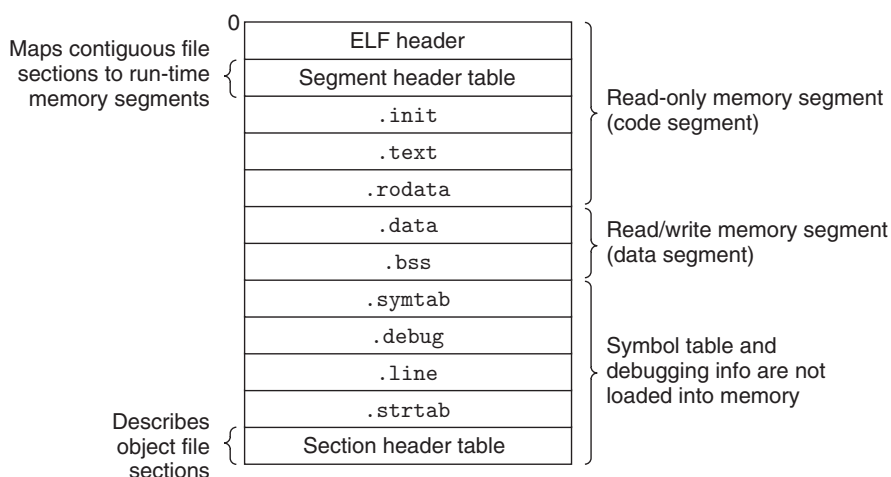 0
ELF header
Maps contiguous file
sections to run-time
memory segments
Segment header table
.init
.text
.rodata
Read-only memory segment
(code segment)
.data
.bss
Read/write memory segment
(data segment)
.symtab
.debug
.line
.strtab
Symbol table and
debugging info are not
loaded into memory
Describes
object file
sections
Section header table